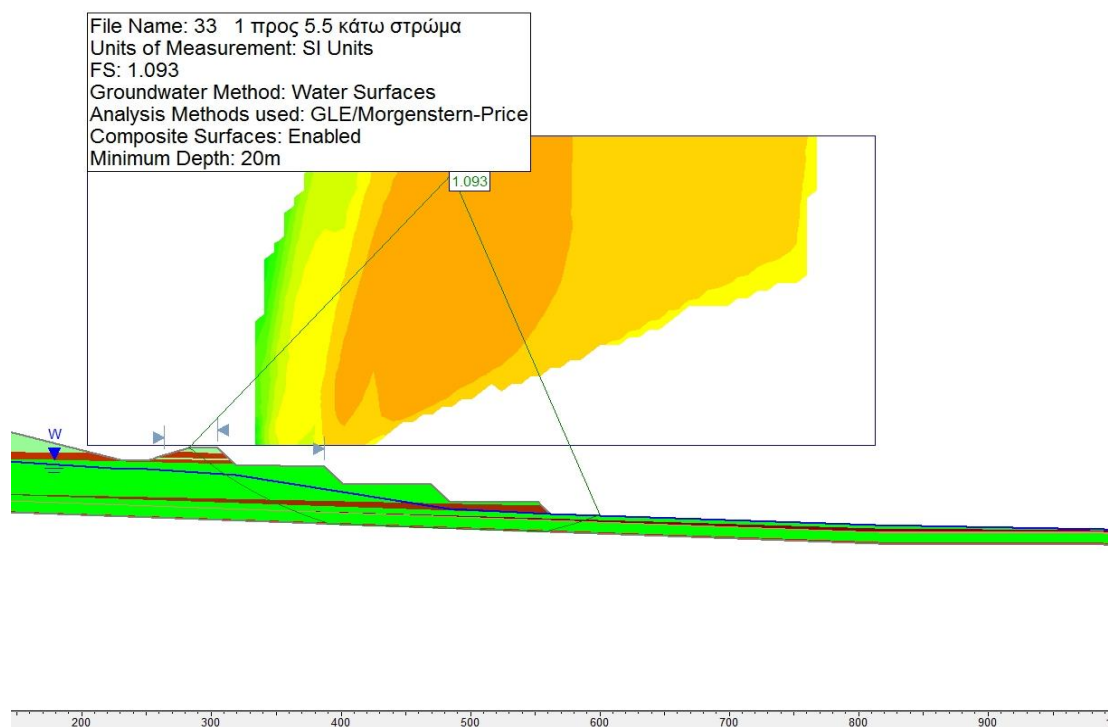 File Name: 33 1 προς 5.5 κάτω στρώμα
Units of Measurement: SI Units
FS: 1.093
Groundwater Method: Water Surfaces
Analysis Methods used: GLE/Morgenstern-Price
Composite Surfaces: Enabled
Minimum Depth: 20m
1.093
W
200 300 400 500 600 700 800 900